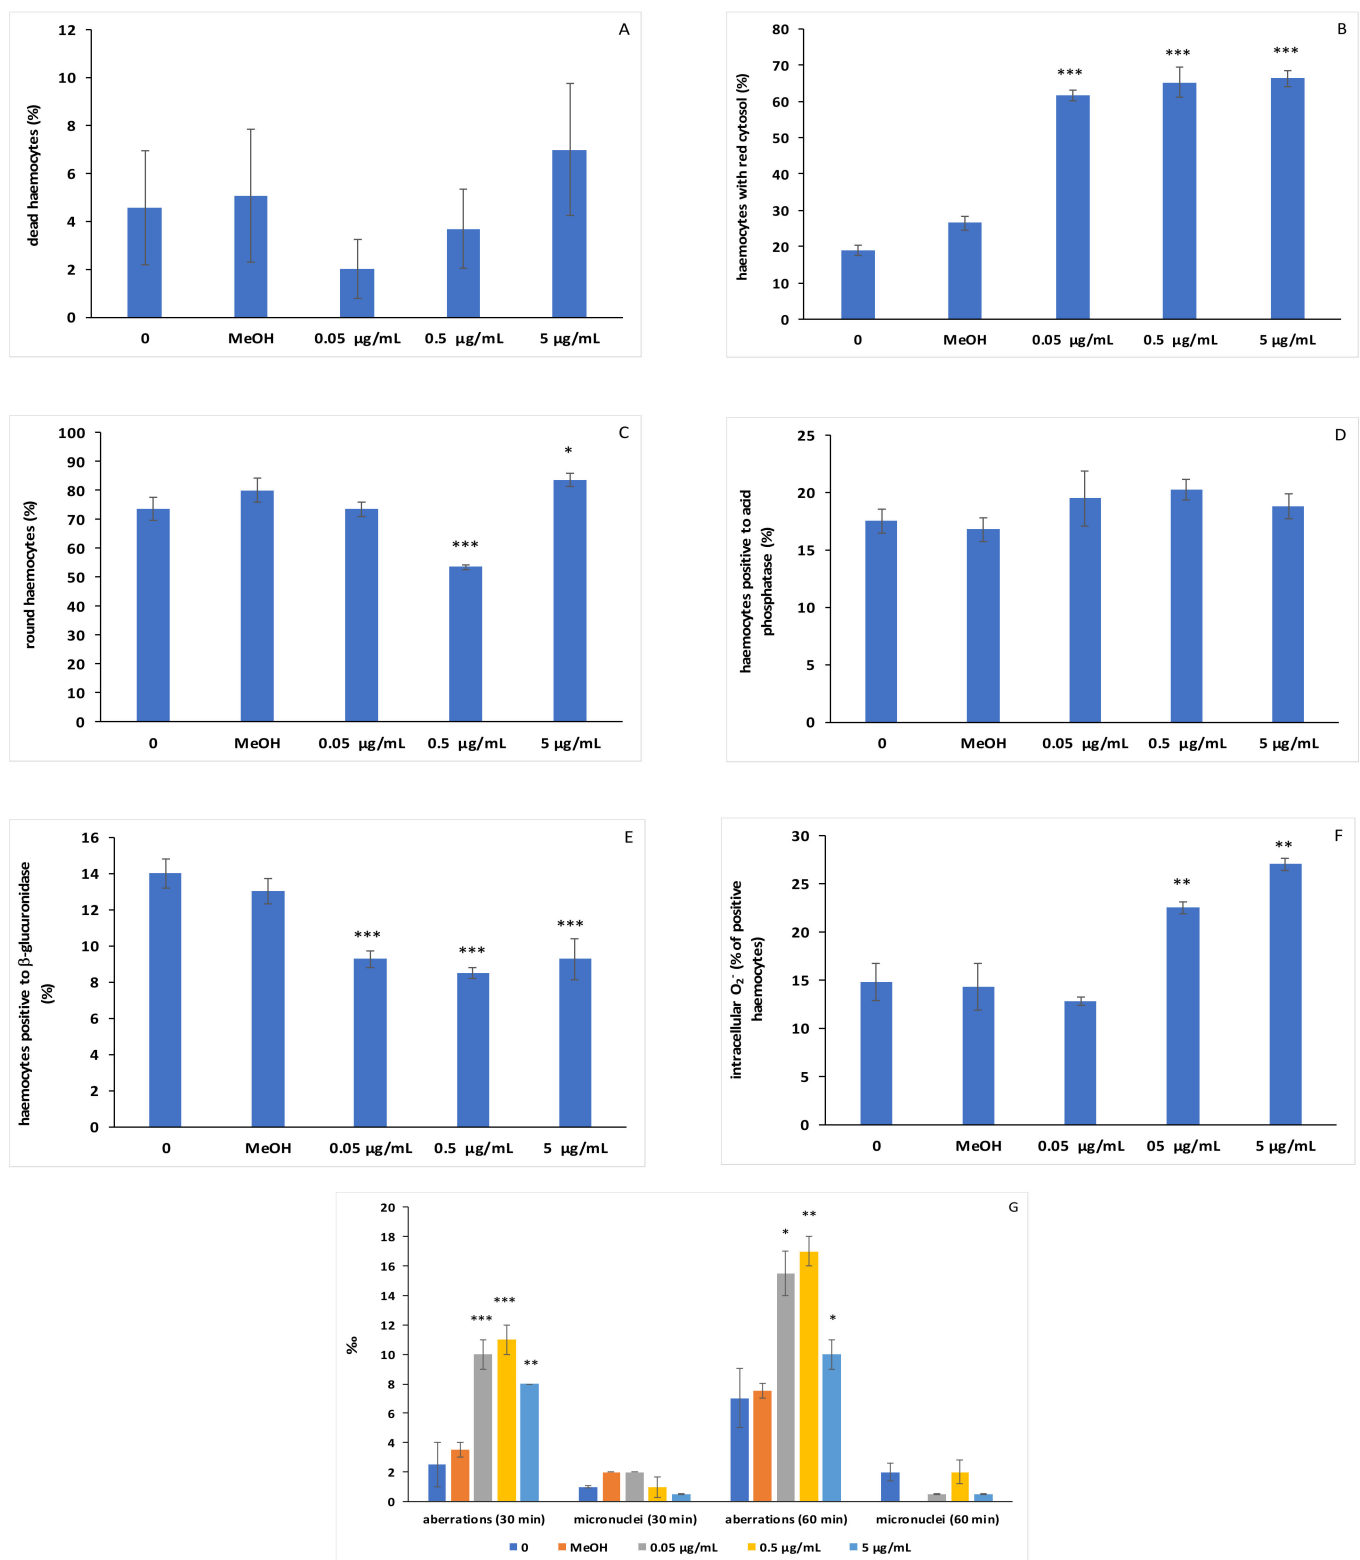 A
dead haemocytes (%)
12
10
8
6
4
2
0
0 MeOH 0.05 µg/mL 0.5 µg/mL 5 µg/mL
B
haemocytes with red cytosol (%)
80
70
60
50
40
30
20
10
0
*** *** ***
0 MeOH 0.05 µg/mL 0.5 µg/mL 5 µg/mL
C
round haemocytes (%)
100
90
80
70
60
50
40
30
20
10
0
*** *
0 MeOH 0.05 µg/mL 0.5 µg/mL 5 µg/mL
D
haemocytes positive to acid
phosphatase (%)
25
20
15
10
5
0
0 MeOH 0.05 µg/mL 0.5 µg/mL 5 µg/mL
E
haemocytes positive to β-glucuronidase
(%)
16
14
12
10
8
6
4
2
0
*** *** ***
0 MeOH 0.05 µg/mL 0.5 µg/mL 5 µg/mL
F
intracellular O₂⁻ (% of positive
haemocytes)
30
25
20
15
10
5
0
** **
0 MeOH 0.05 µg/mL 05 µg/mL 5 µg/mL
G
‰
20
18
16
14
12
10
8
6
4
2
0
*** *** ** * ** *
aberrations (30 min) micronuclei (30 min) aberrations (60 min) micronuclei (60 min)
0 MeOH 0.05 µg/mL 0.5 µg/mL 5 µg/mL